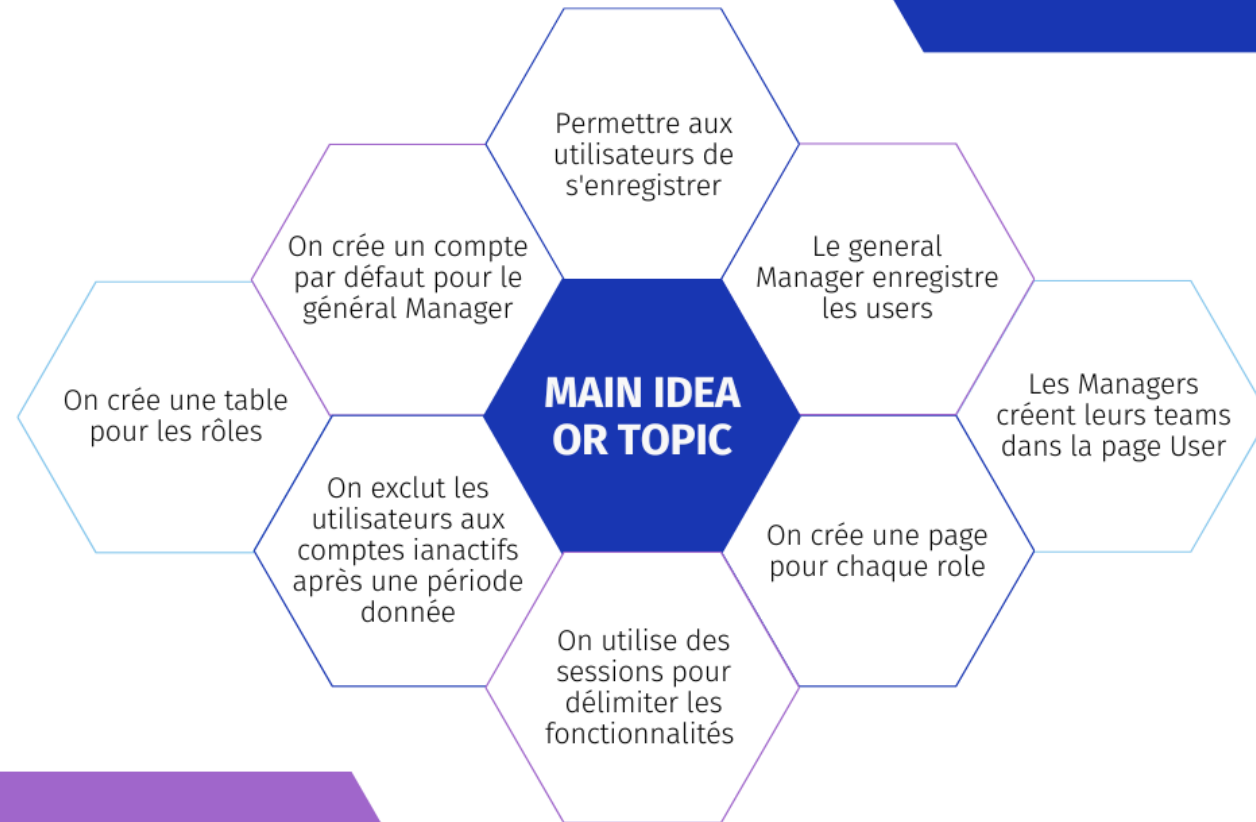 Permettre aux
utilisateurs de
s'enregistrer
On crée un compte
par défaut pour le
général Manager
Le general
Manager enregistre
les users
On crée une table
pour les rôles
MAIN IDEA
OR TOPIC
Les Managers
créent leurs teams
dans la page User
On exclut les
utilisateurs aux
comptes ianactifs
après une période
donnée
On crée une page
pour chaque role
On utilise des
sessions pour
délimiter les
fonctionnalités